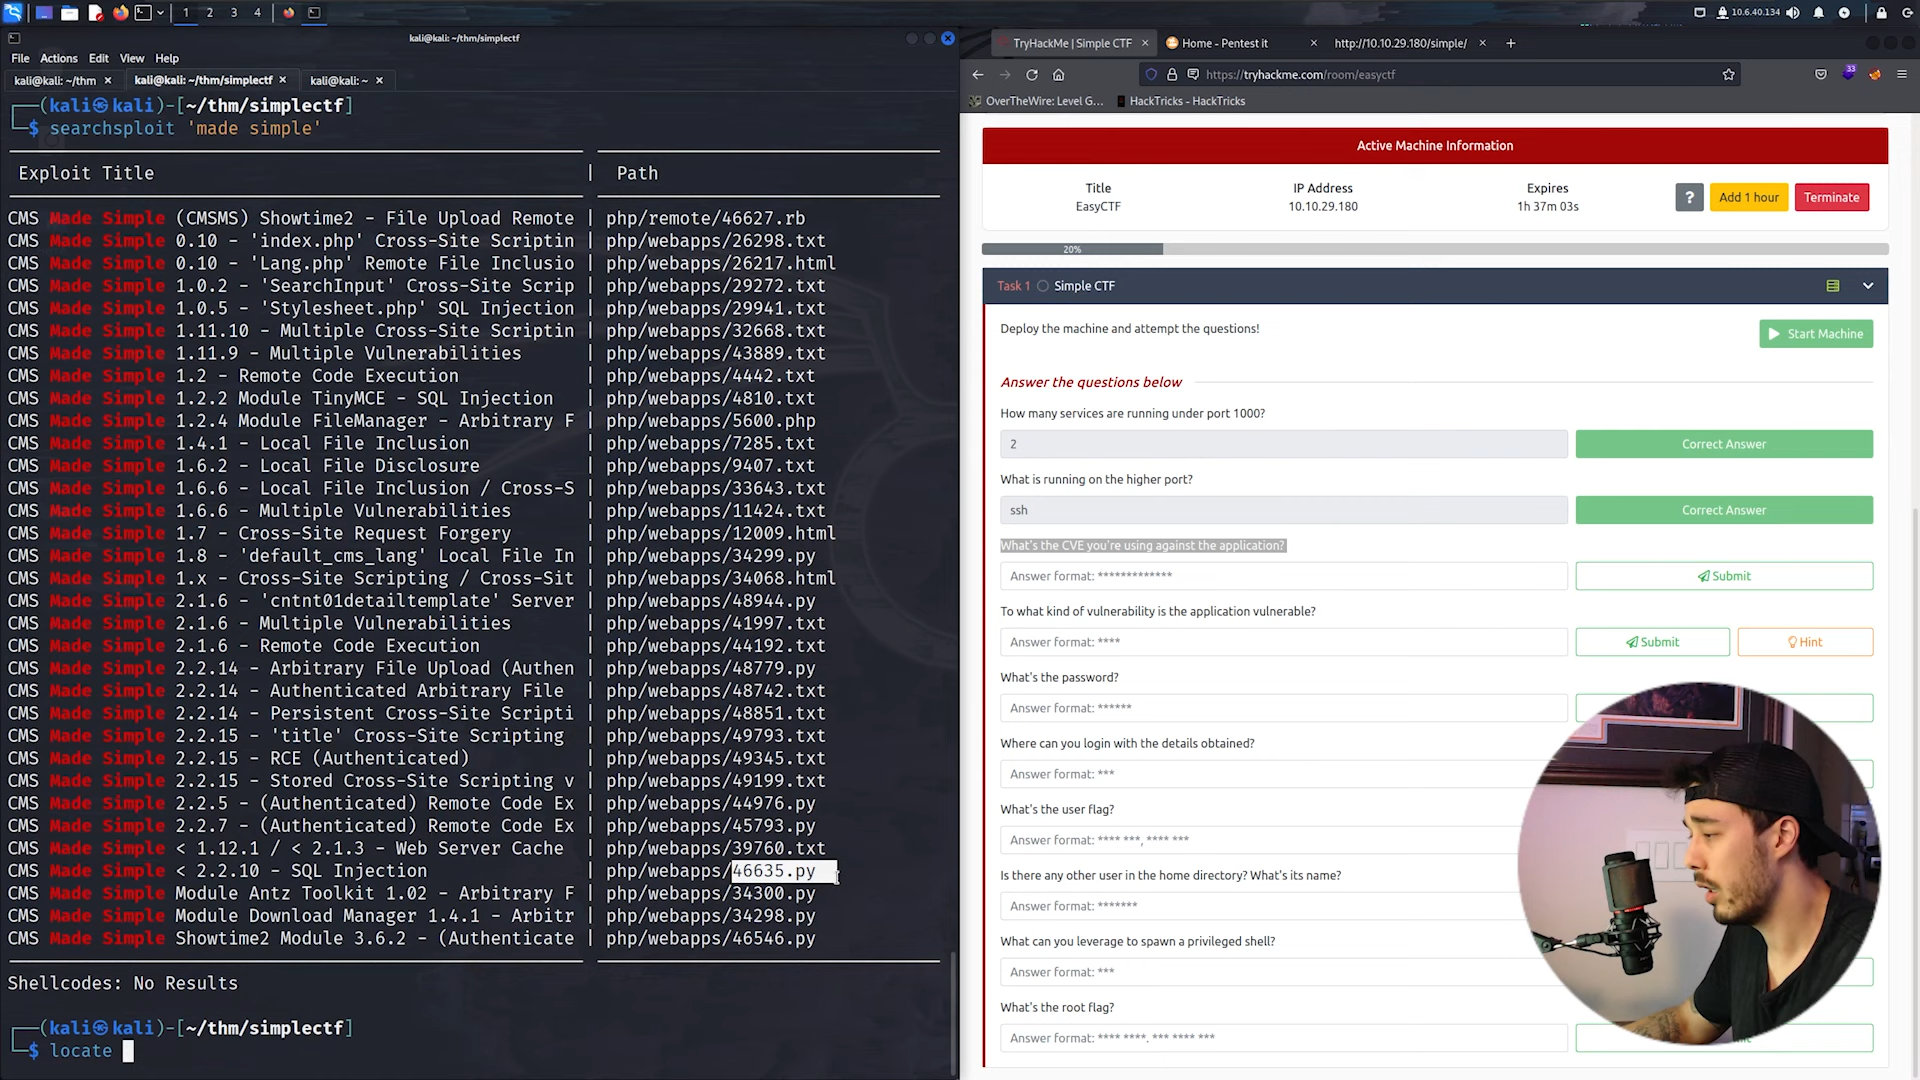 10.6.40.134
1 2 3 4
kali@kali: ~/thm/simplectf
File Actions Edit View Help
kali@kali: ~/thm × kali@kali: ~/thm/simplectf × kali@kali: ~ ×
┌──(kali㉿kali)-[~/thm/simplectf]
└─$ searchsploit 'made simple'
Exploit Title | Path
CMS Made Simple (CMSMS) Showtime2 - File Upload Remote | php/remote/46627.rb
CMS Made Simple 0.10 - 'index.php' Cross-Site Scriptin | php/webapps/26298.txt
CMS Made Simple 0.10 - 'Lang.php' Remote File Inclusio | php/webapps/26217.html
CMS Made Simple 1.0.2 - 'SearchInput' Cross-Site Scrip | php/webapps/29272.txt
CMS Made Simple 1.0.5 - 'Stylesheet.php' SQL Injection | php/webapps/29941.txt
CMS Made Simple 1.11.10 - Multiple Cross-Site Scriptin | php/webapps/32668.txt
CMS Made Simple 1.11.9 - Multiple Vulnerabilities | php/webapps/43889.txt
CMS Made Simple 1.2 - Remote Code Execution | php/webapps/4442.txt
CMS Made Simple 1.2.2 Module TinyMCE - SQL Injection | php/webapps/4810.txt
CMS Made Simple 1.2.4 Module FileManager - Arbitrary F | php/webapps/5600.php
CMS Made Simple 1.4.1 - Local File Inclusion | php/webapps/7285.txt
CMS Made Simple 1.6.2 - Local File Disclosure | php/webapps/9407.txt
CMS Made Simple 1.6.6 - Local File Inclusion / Cross-S | php/webapps/33643.txt
CMS Made Simple 1.6.6 - Multiple Vulnerabilities | php/webapps/11424.txt
CMS Made Simple 1.7 - Cross-Site Request Forgery | php/webapps/12009.html
CMS Made Simple 1.8 - 'default_cms_lang' Local File In | php/webapps/34299.py
CMS Made Simple 1.x - Cross-Site Scripting / Cross-Sit | php/webapps/34068.html
CMS Made Simple 2.1.6 - 'cntnt01detailtemplate' Server | php/webapps/48944.py
CMS Made Simple 2.1.6 - Multiple Vulnerabilities | php/webapps/41997.txt
CMS Made Simple 2.1.6 - Remote Code Execution | php/webapps/44192.txt
CMS Made Simple 2.2.14 - Arbitrary File Upload (Authen | php/webapps/48779.py
CMS Made Simple 2.2.14 - Authenticated Arbitrary File | php/webapps/48742.txt
CMS Made Simple 2.2.14 - Persistent Cross-Site Scripti | php/webapps/48851.txt
CMS Made Simple 2.2.15 - 'title' Cross-Site Scripting | php/webapps/49793.txt
CMS Made Simple 2.2.15 - RCE (Authenticated) | php/webapps/49345.txt
CMS Made Simple 2.2.15 - Stored Cross-Site Scripting v | php/webapps/49199.txt
CMS Made Simple 2.2.5 - (Authenticated) Remote Code Ex | php/webapps/44976.py
CMS Made Simple 2.2.7 - (Authenticated) Remote Code Ex | php/webapps/45793.py
CMS Made Simple < 1.12.1 / < 2.1.3 - Web Server Cache | php/webapps/39760.txt
CMS Made Simple < 2.2.10 - SQL Injection | php/webapps/46635.py
CMS Made Simple Module Antz Toolkit 1.02 - Arbitrary F | php/webapps/34300.py
CMS Made Simple Module Download Manager 1.4.1 - Arbitr | php/webapps/34298.py
CMS Made Simple Showtime2 Module 3.6.2 - (Authenticate | php/webapps/46546.py
Shellcodes: No Results
┌──(kali㉿kali)-[~/thm/simplectf]
└─$ locate
TryHackMe | Simple CTF × Home - Pentest it × http://10.10.29.180/simple/ × +
https://tryhackme.com/room/easyctf
33
OverTheWire: Level G… HackTricks - HackTricks
Active Machine Information
Title IP Address Expires
EasyCTF 10.10.29.180 1h 37m 03s
? Add 1 hour Terminate
20%
Task 1 Simple CTF
Deploy the machine and attempt the questions!
Start Machine
Answer the questions below
How many services are running under port 1000?
2 Correct Answer
What is running on the higher port?
ssh Correct Answer
What's the CVE you're using against the application?
Answer format: ************* Submit
To what kind of vulnerability is the application vulnerable?
Answer format: **** Submit Hint
What's the password?
Answer format: ******
Where can you login with the details obtained?
Answer format: ***
What's the user flag?
Answer format: **** ***, **** ***
Is there any other user in the home directory? What's its name?
Answer format: *******
What can you leverage to spawn a privileged shell?
Answer format: ***
What's the root flag?
Answer format: **** ****. *** **** ***